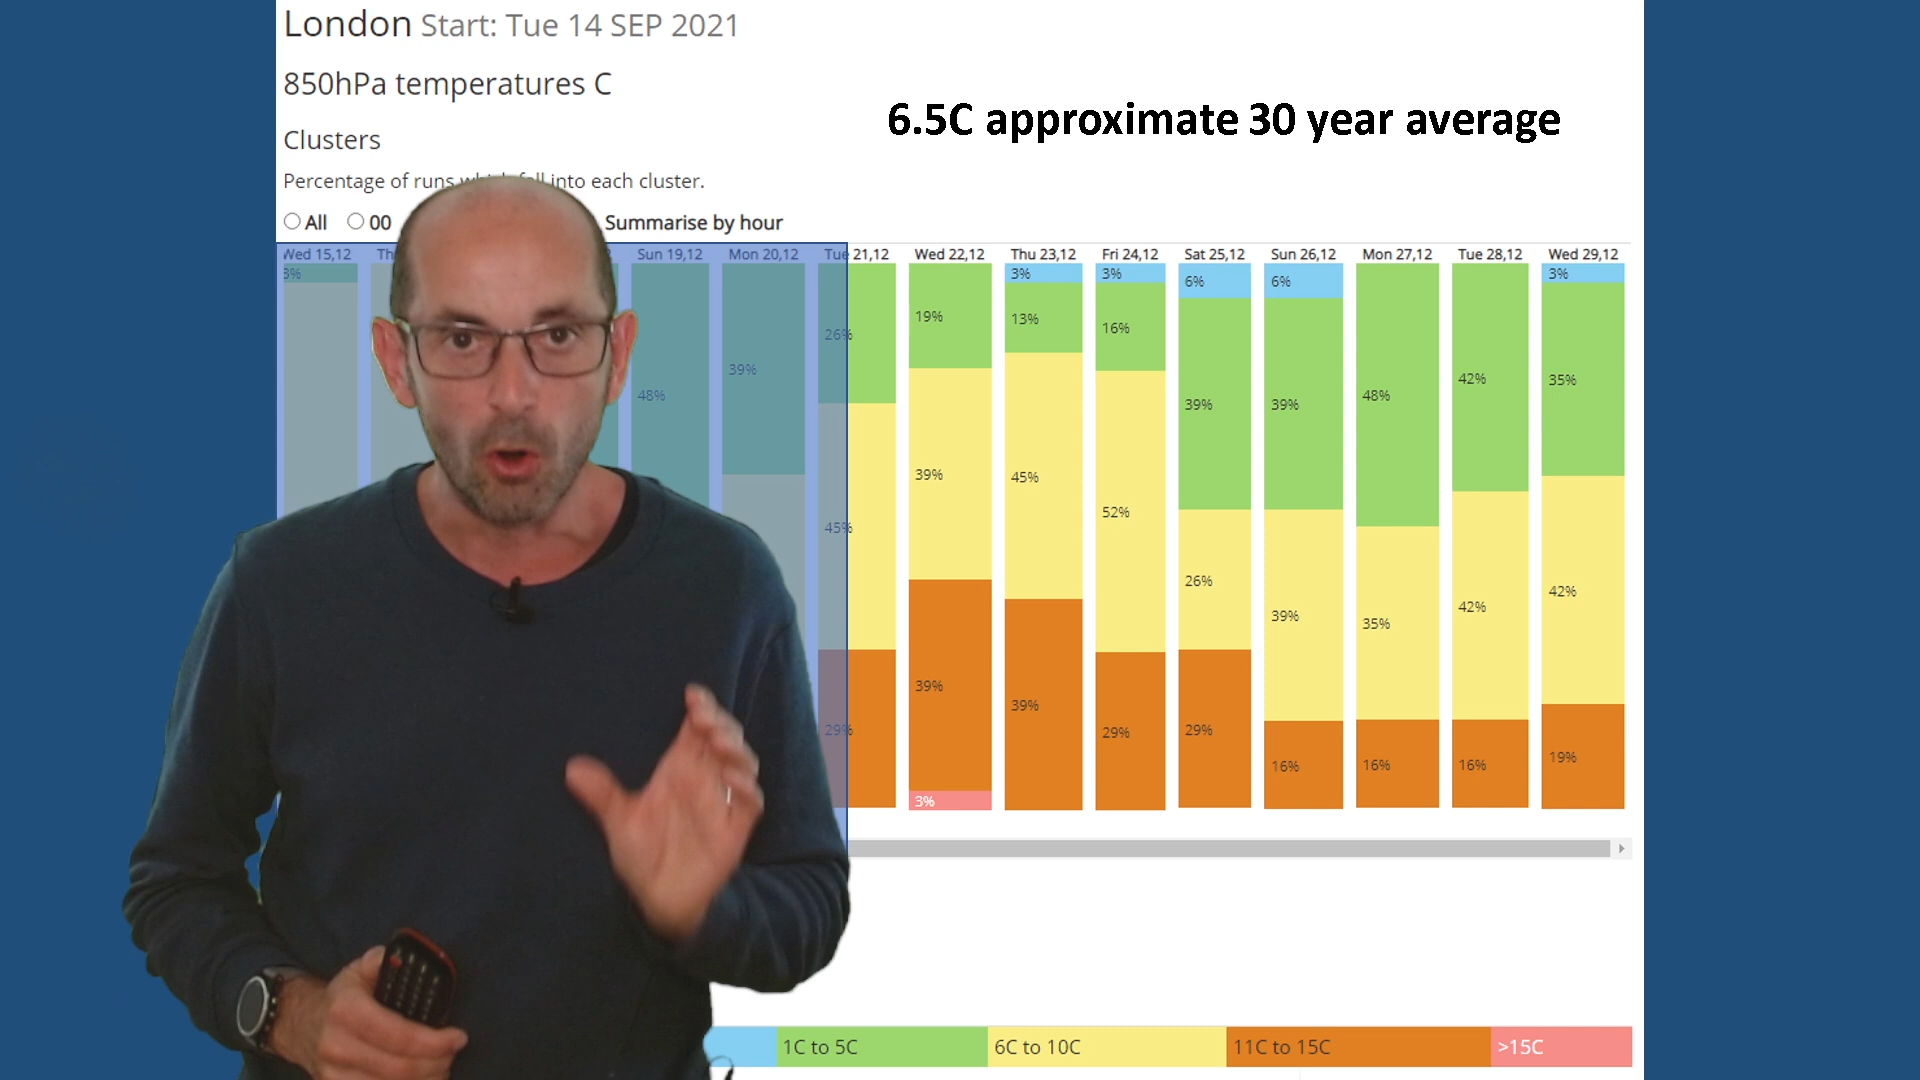 London Start: Tue 14 SEP 2021
850hPa temperatures C
6.5C approximate 30 year average
Clusters
Percentage of runs which fall into each cluster.
All 00 Summarise by hour
Wed 15,12 Th Sun 19,12 Mon 20,12 Tue 21,12 Wed 22,12 Thu 23,12 Fri 24,12 Sat 25,12 Sun 26,12 Mon 27,12 Tue 28,12 Wed 29,12
3% 3% 3% 6% 6% 3%
26% 19% 13% 16%
39% 48% 39% 39% 48% 42% 35%
45% 39% 45% 52% 26% 39% 35% 42% 42%
29% 39% 39% 29% 29% 16% 16% 16% 19%
3%
1C to 5C 6C to 10C 11C to 15C >15C